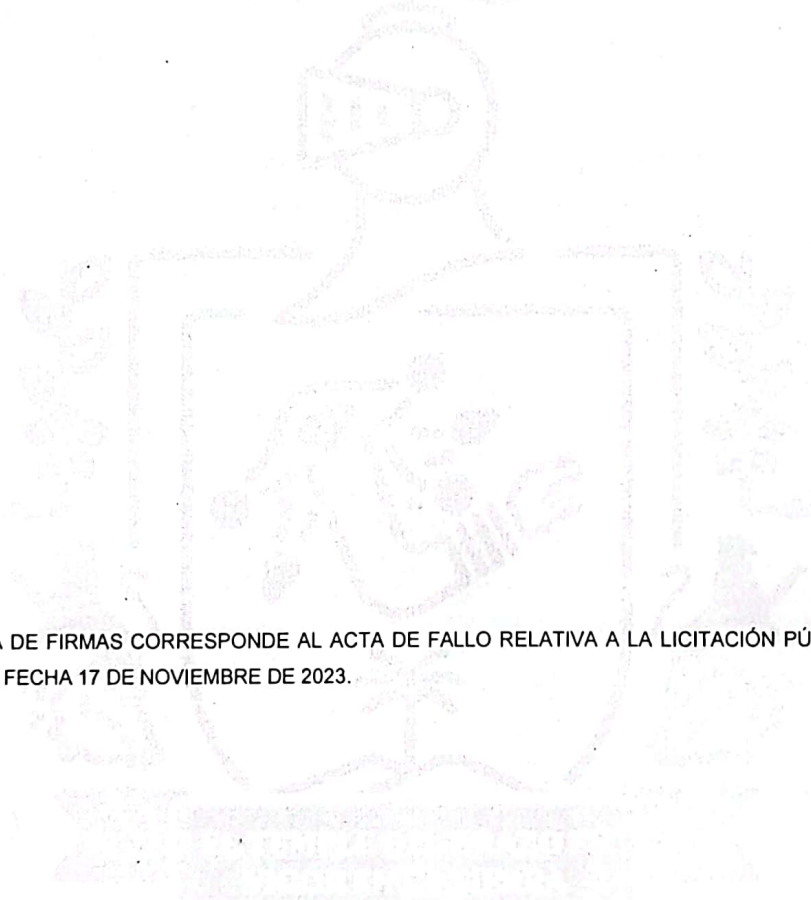 A DE FIRMAS CORRESPONDE AL ACTA DE FALLO RELATIVA A LA LICITACIÓN PÚ
FECHA 17 DE NOVIEMBRE DE 2023.